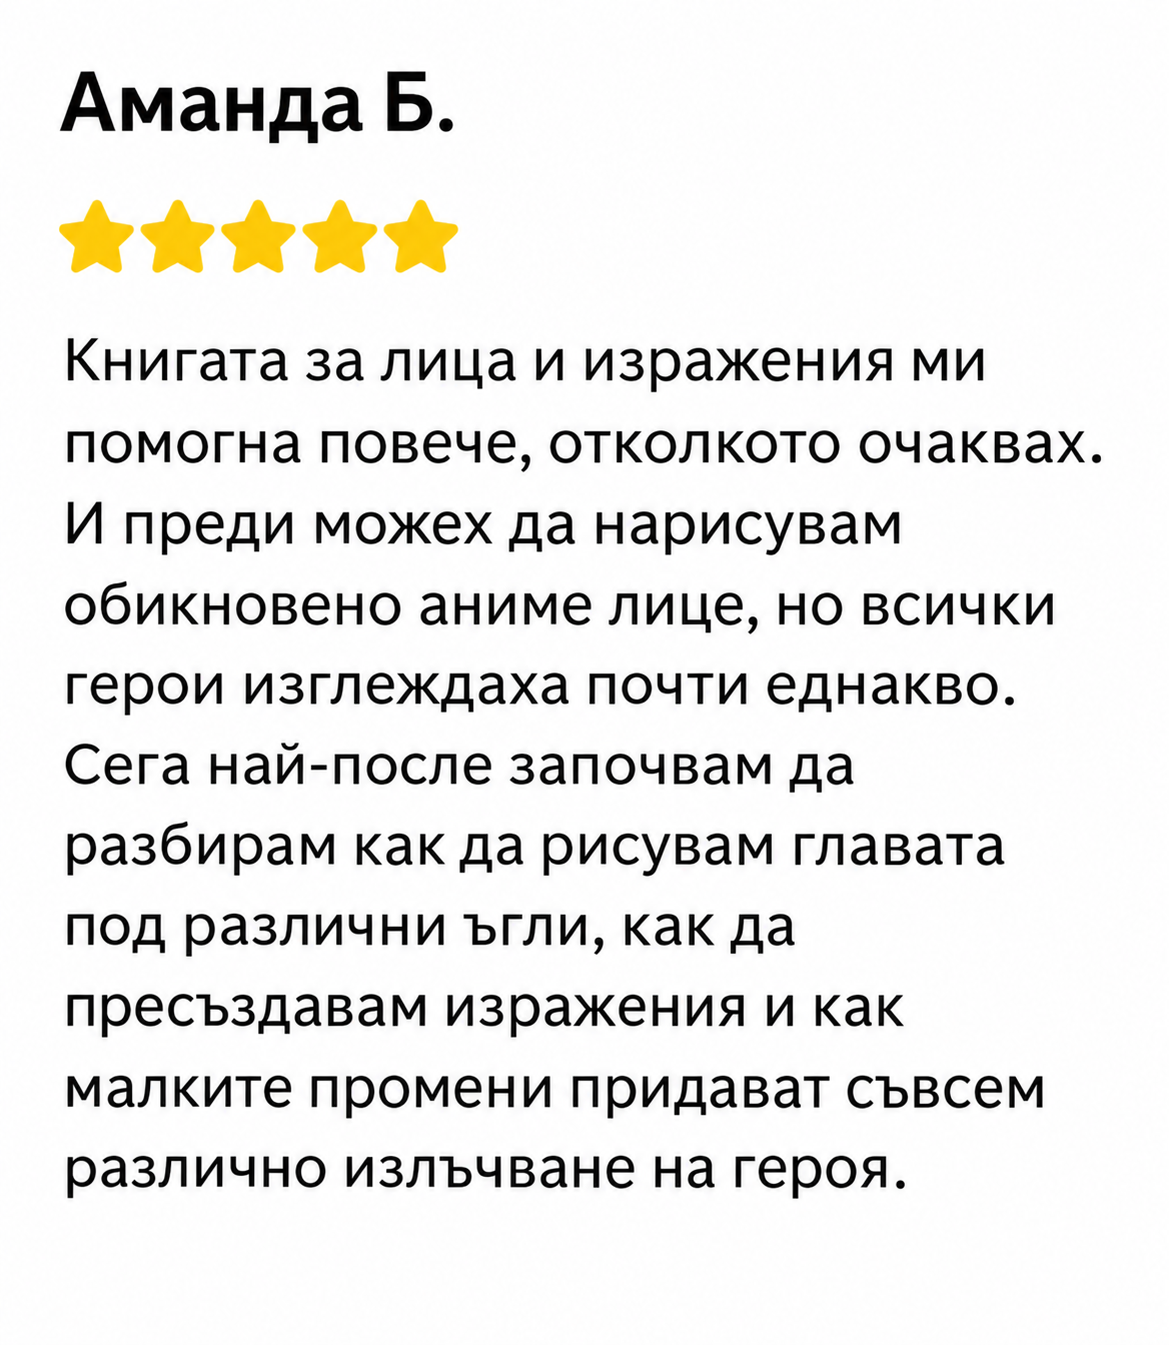 Аманда Б.
Книгата за лица и изражения ми
помогна повече, отколкото очаквах.
И преди можех да нарисувам
обикновено аниме лице, но всички
герои изглеждаха почти еднакво.
Сега най-после започвам да
разбирам как да рисувам главата
под различни ъгли, как да
пресъздавам изражения и как
малките промени придават съвсем
различно излъчване на героя.